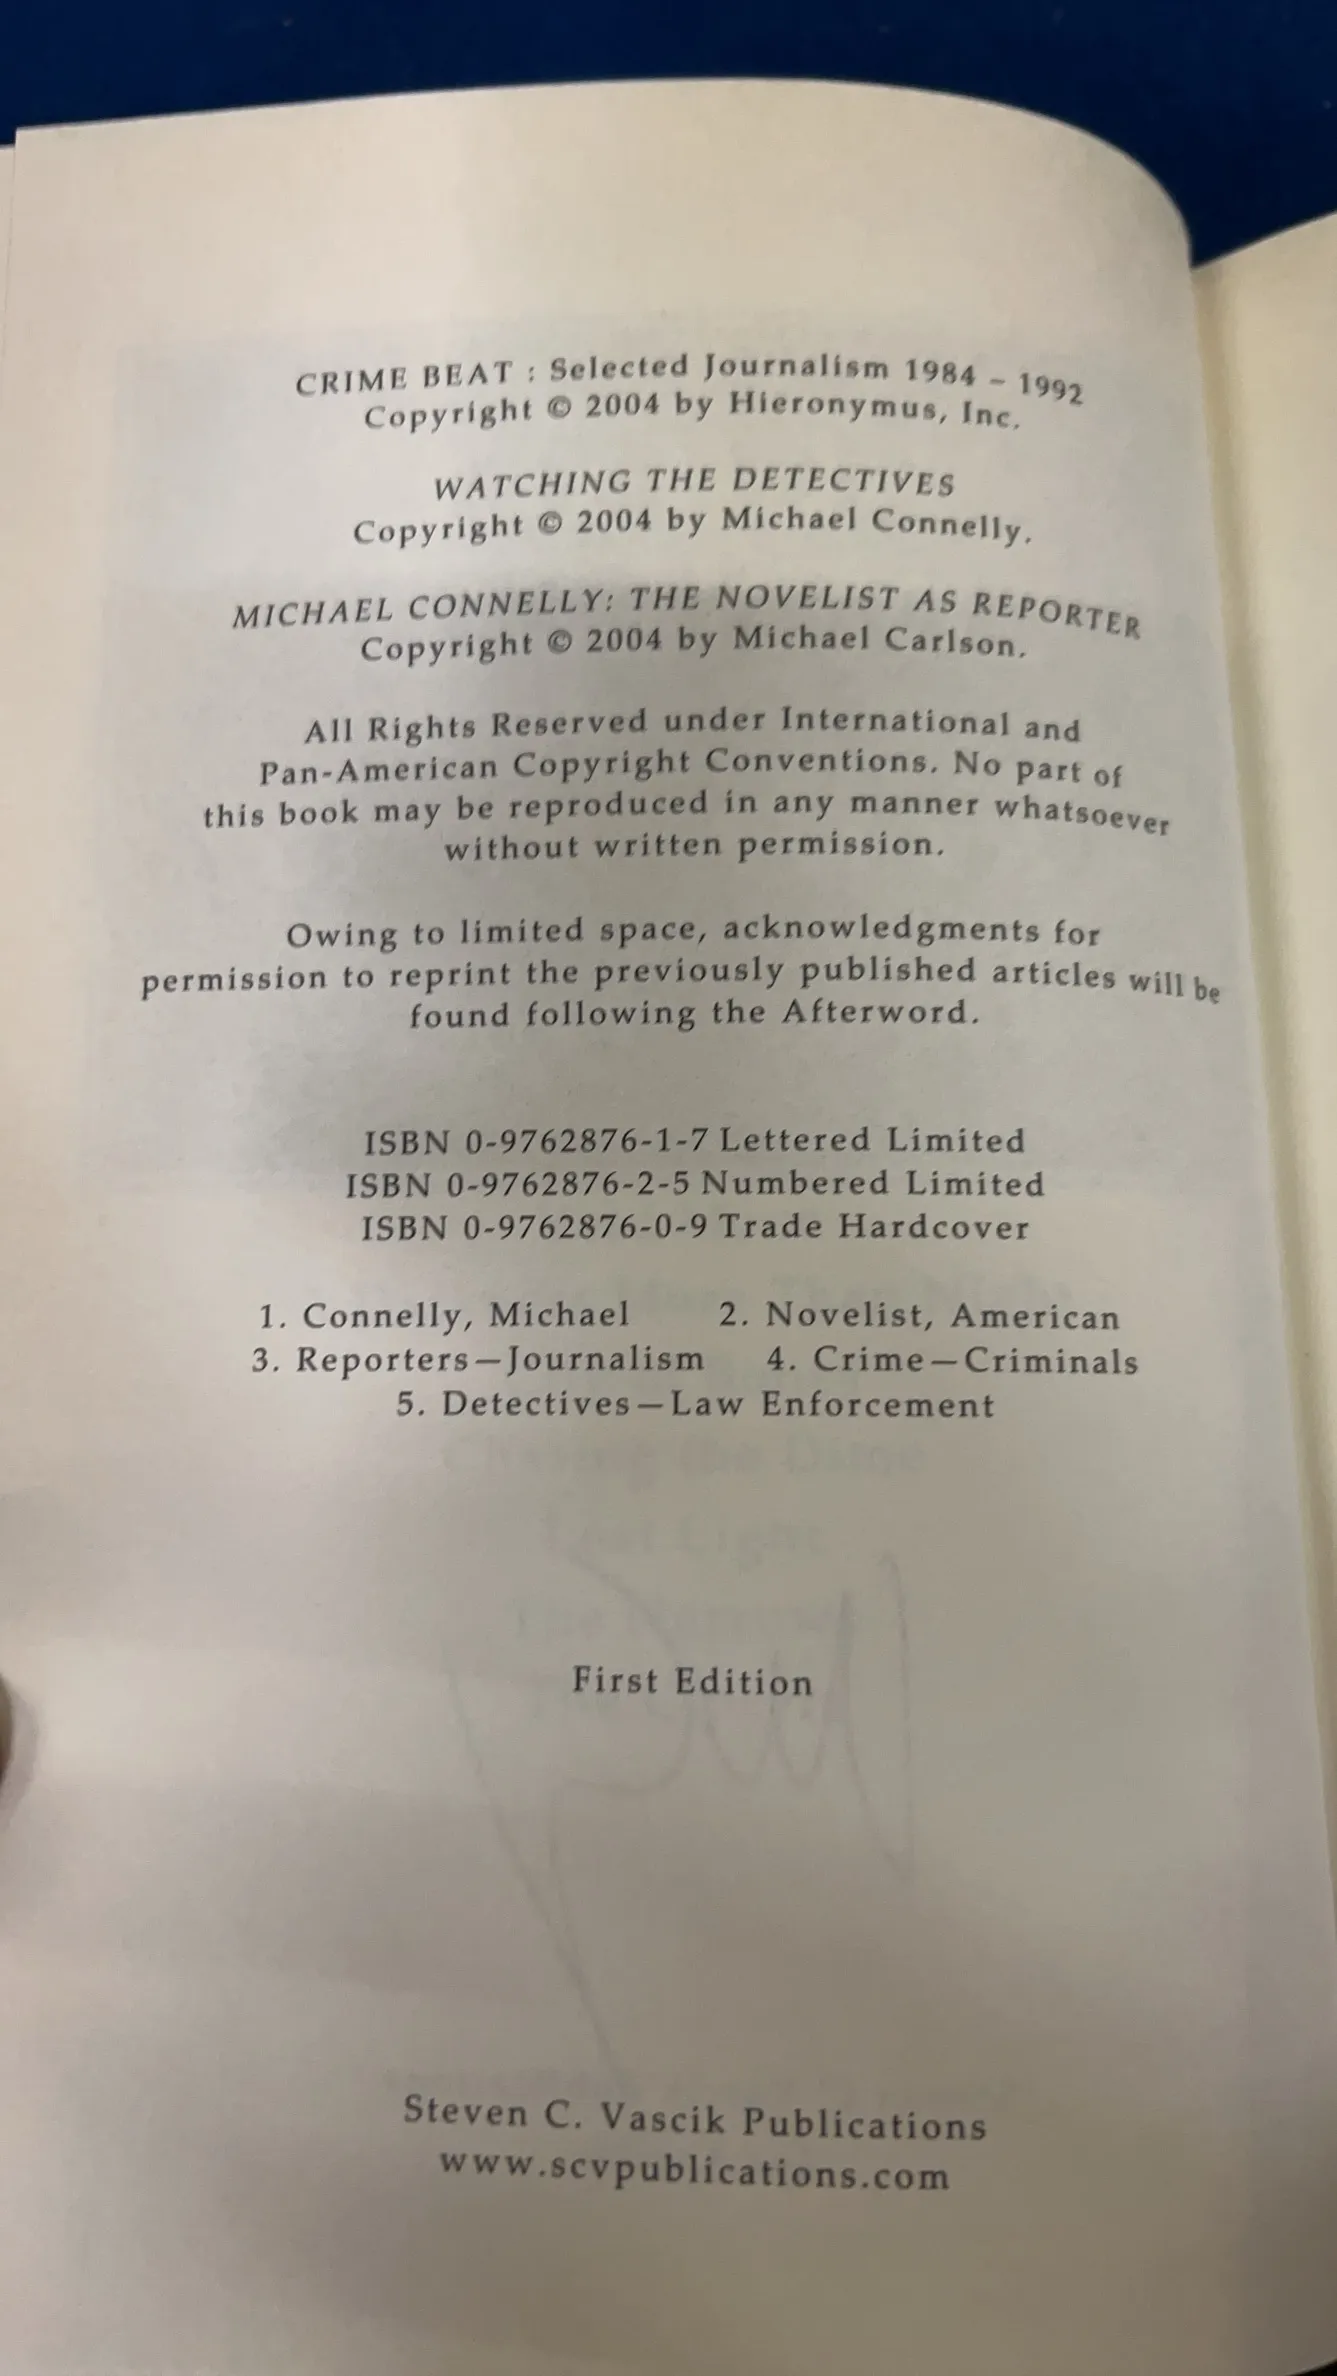 CRIME BEAT : Selected Journalism 1984 – 1992
Copyright © 2004 by Hieronymus, Inc.
WATCHING THE DETECTIVES
Copyright © 2004 by Michael Connelly.
MICHAEL CONNELLY: THE NOVELIST AS REPORTER
Copyright © 2004 by Michael Carlson.
All Rights Reserved under International and
Pan-American Copyright Conventions. No part of
this book may be reproduced in any manner whatsoever
without written permission.
Owing to limited space, acknowledgments for
permission to reprint the previously published articles will be
found following the Afterword.
ISBN 0-9762876-1-7 Lettered Limited
ISBN 0-9762876-2-5 Numbered Limited
ISBN 0-9762876-0-9 Trade Hardcover
1. Connelly, Michael 2. Novelist, American
3. Reporters—Journalism 4. Crime—Criminals
5. Detectives—Law Enforcement
First Edition
Steven C. Vascik Publications
www.scvpublications.com